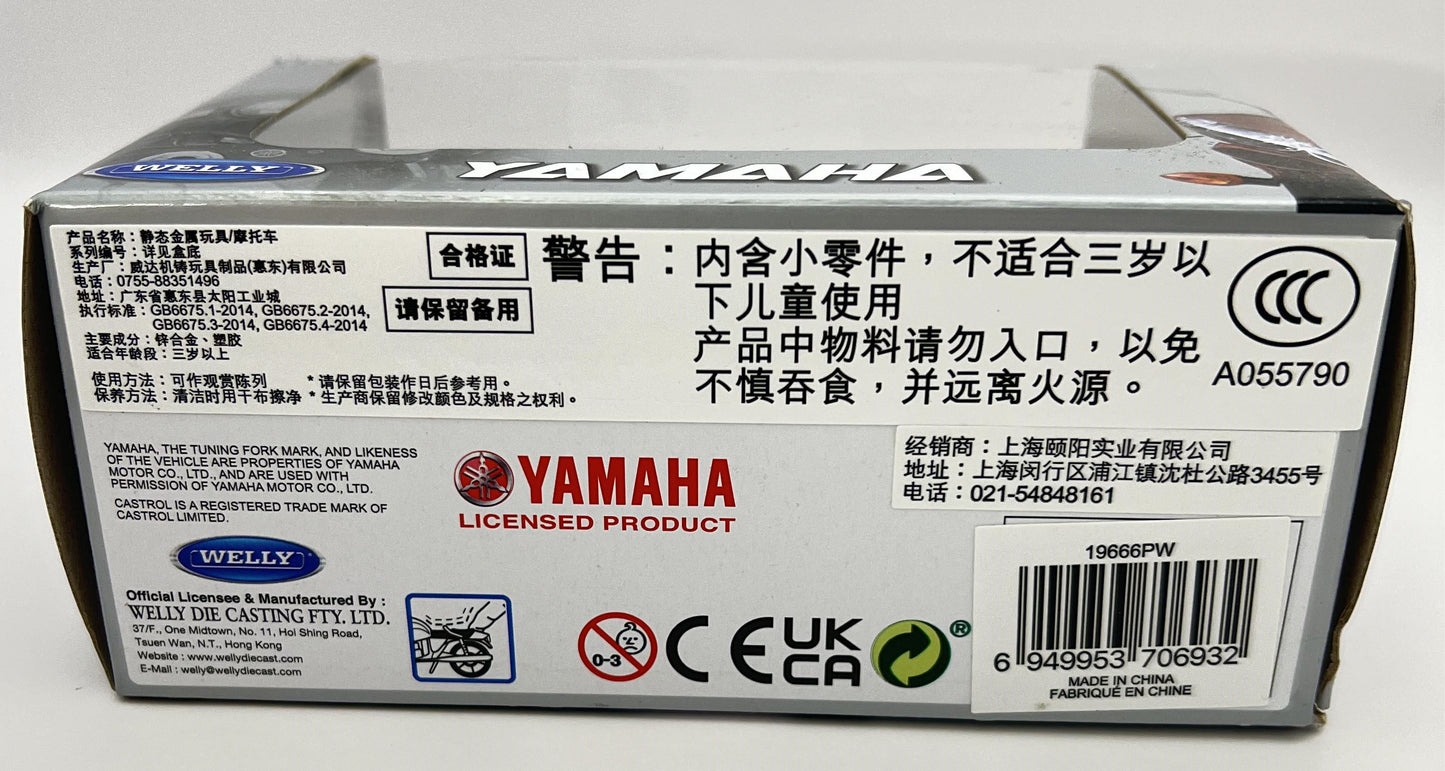 WELLY
YAMAHA
产品名称：静态金属玩具/摩托车
系列编号：详见盒底
生产厂：威达机铸玩具制品(惠东)有限公司
电话：0755-88351496
地址：广东省惠东县太阳工业城
执行标准：GB6675.1-2014, GB6675.2-2014,
GB6675.3-2014, GB6675.4-2014
主要成分：锌合金、塑胶
适合年龄段：三岁以上
使用方法：可作观赏陈列 *请保留包装作日后参考用。
保养方法：清洁时用干布擦净 *生产商保留修改颜色及规格之权利。
合格证
请保留备用
警告：内含小零件，不适合三岁以
下儿童使用
产品中物料请勿入口，以免
不慎吞食，并远离火源。
CCC
A055790
YAMAHA, THE TUNING FORK MARK, AND LIKENESS
OF THE VEHICLE ARE PROPERTIES OF YAMAHA
MOTOR CO., LTD., AND ARE USED WITH
PERMISSION OF YAMAHA MOTOR CO., LTD.
CASTROL IS A REGISTERED TRADE MARK OF
CASTROL LIMITED.
WELLY
Official Licensee & Manufactured By :
WELLY DIE CASTING FTY. LTD.
37/F., One Midtown, No. 11, Hoi Shing Road,
Tsuen Wan, N.T., Hong Kong
Website : www.wellydiecast.com
E-Mail : welly@wellydiecast.com
YAMAHA
LICENSED PRODUCT
0-3
CE
UK
CA
®
经销商：上海颐阳实业有限公司
地址：上海闵行区浦江镇沈杜公路3455号
电话：021-54848161
19666PW
6 949953 706932
MADE IN CHINA
FABRIQUÉ EN CHINE